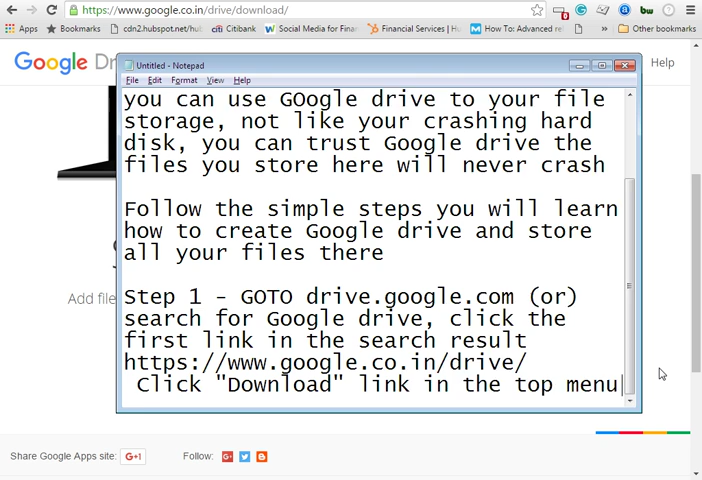 https://www.google.co.in/drive/download/
Apps Bookmarks cdn2.hubspot.net/hub Citibank Social Media for Finan Financial Services | How To: Advanced re Other bookmarks
Google Dr Help
Untitled - Notepad
File Edit Format View Help
you can use GOogle drive to your file
storage, not like your crashing hard
disk, you can trust Google drive the
files you store here will never crash
Follow the simple steps you will learn
how to create Google drive and store
all your files there
Step 1 - GOTO drive.google.com (or)
search for Google drive, click the
first link in the search result
https://www.google.co.in/drive/
Click "Download" link in the top menu
Add file
Share Google Apps site: G+1 Follow: